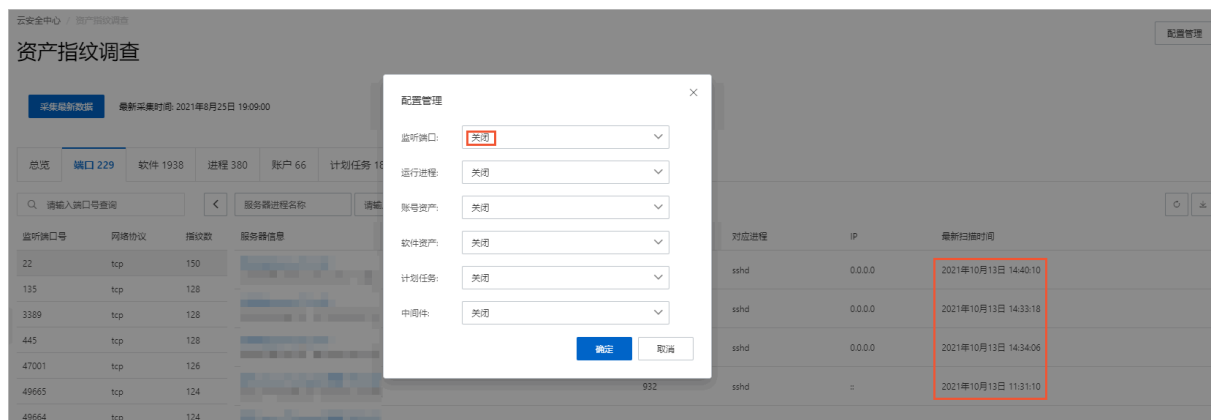 云安全中心 / 资产指纹调查
资产指纹调查
配置管理
采集最新数据 最新采集时间: 2021年8月25日 19:09:00
总览 端口 229 软件 1938 进程 380 账户 66 计划任务
请输入端口号查询 服务器进程名称
监听端口号 网络协议 指纹数 服务器信息 对应进程 IP 最新扫描时间
22 tcp 150 sshd 0.0.0.0 2021年10月13日 14:40:10
135 tcp 128
3389 tcp 128 sshd 0.0.0.0 2021年10月13日 14:33:18
445 tcp 128 sshd 0.0.0.0 2021年10月13日 14:34:06
47001 tcp 126
49665 tcp 124 932 sshd :: 2021年10月13日 11:31:10
49664 tcp 124
配置管理
监听端口: 关闭
运行进程: 关闭
账号资产: 关闭
软件资产: 关闭
计划任务: 关闭
中间件: 关闭
确定 取消